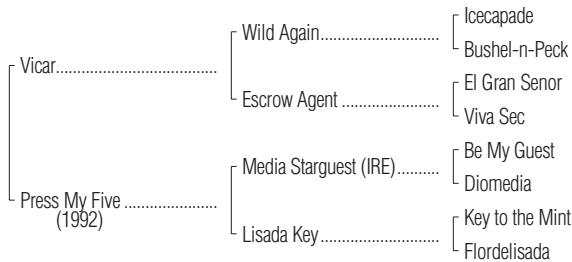 Icecapade
Wild Again
Bushel-n-Peck
Vicar
El Gran Senor
Escrow Agent
Viva Sec
Be My Guest
Media Starguest (IRE)
Diomedia
Press My Five
(1992)
Key to the Mint
Lisada Key
Flordelisada